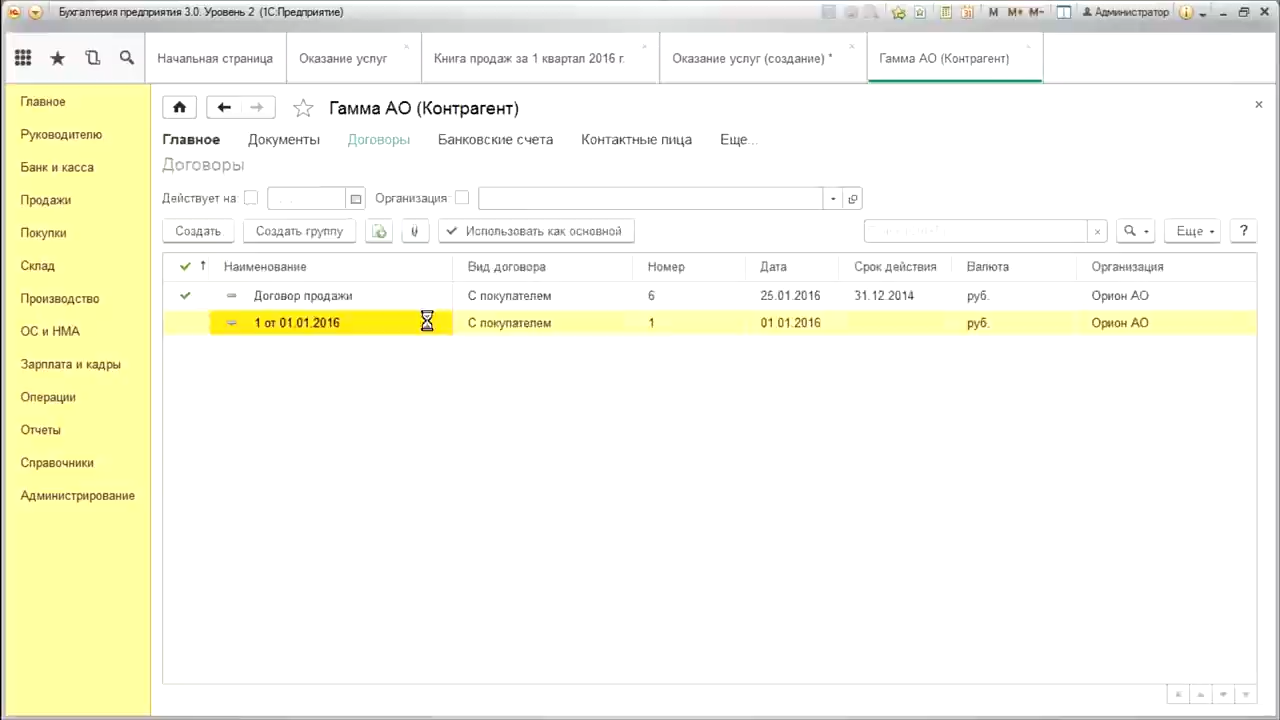 Бухгалтерия предприятия 3.0. Уровень 2 (1С:Предприятие)
М М+ М- Администратор
Начальная страница
Оказание услуг
Книга продаж за 1 квартал 2016 г.
Оказание услуг (создание) *
Гамма АО (Контрагент)
Главное
Руководителю
Банк и касса
Продажи
Покупки
Склад
Производство
ОС и НМА
Зарплата и кадры
Операции
Отчеты
Справочники
Администрирование
Гамма АО (Контрагент)
Главное Документы Договоры Банковские счета Контактные лица Еще...
Договоры
Действует на: Организация:
Создать Создать группу Использовать как основной Еще ?
Наименование Вид договора Номер Дата Срок действия Валюта Организация
Договор продажи С покупателем 6 25.01.2016 31.12.2014 руб. Орион АО
1 от 01.01.2016 С покупателем 1 01.01.2016 руб. Орион АО